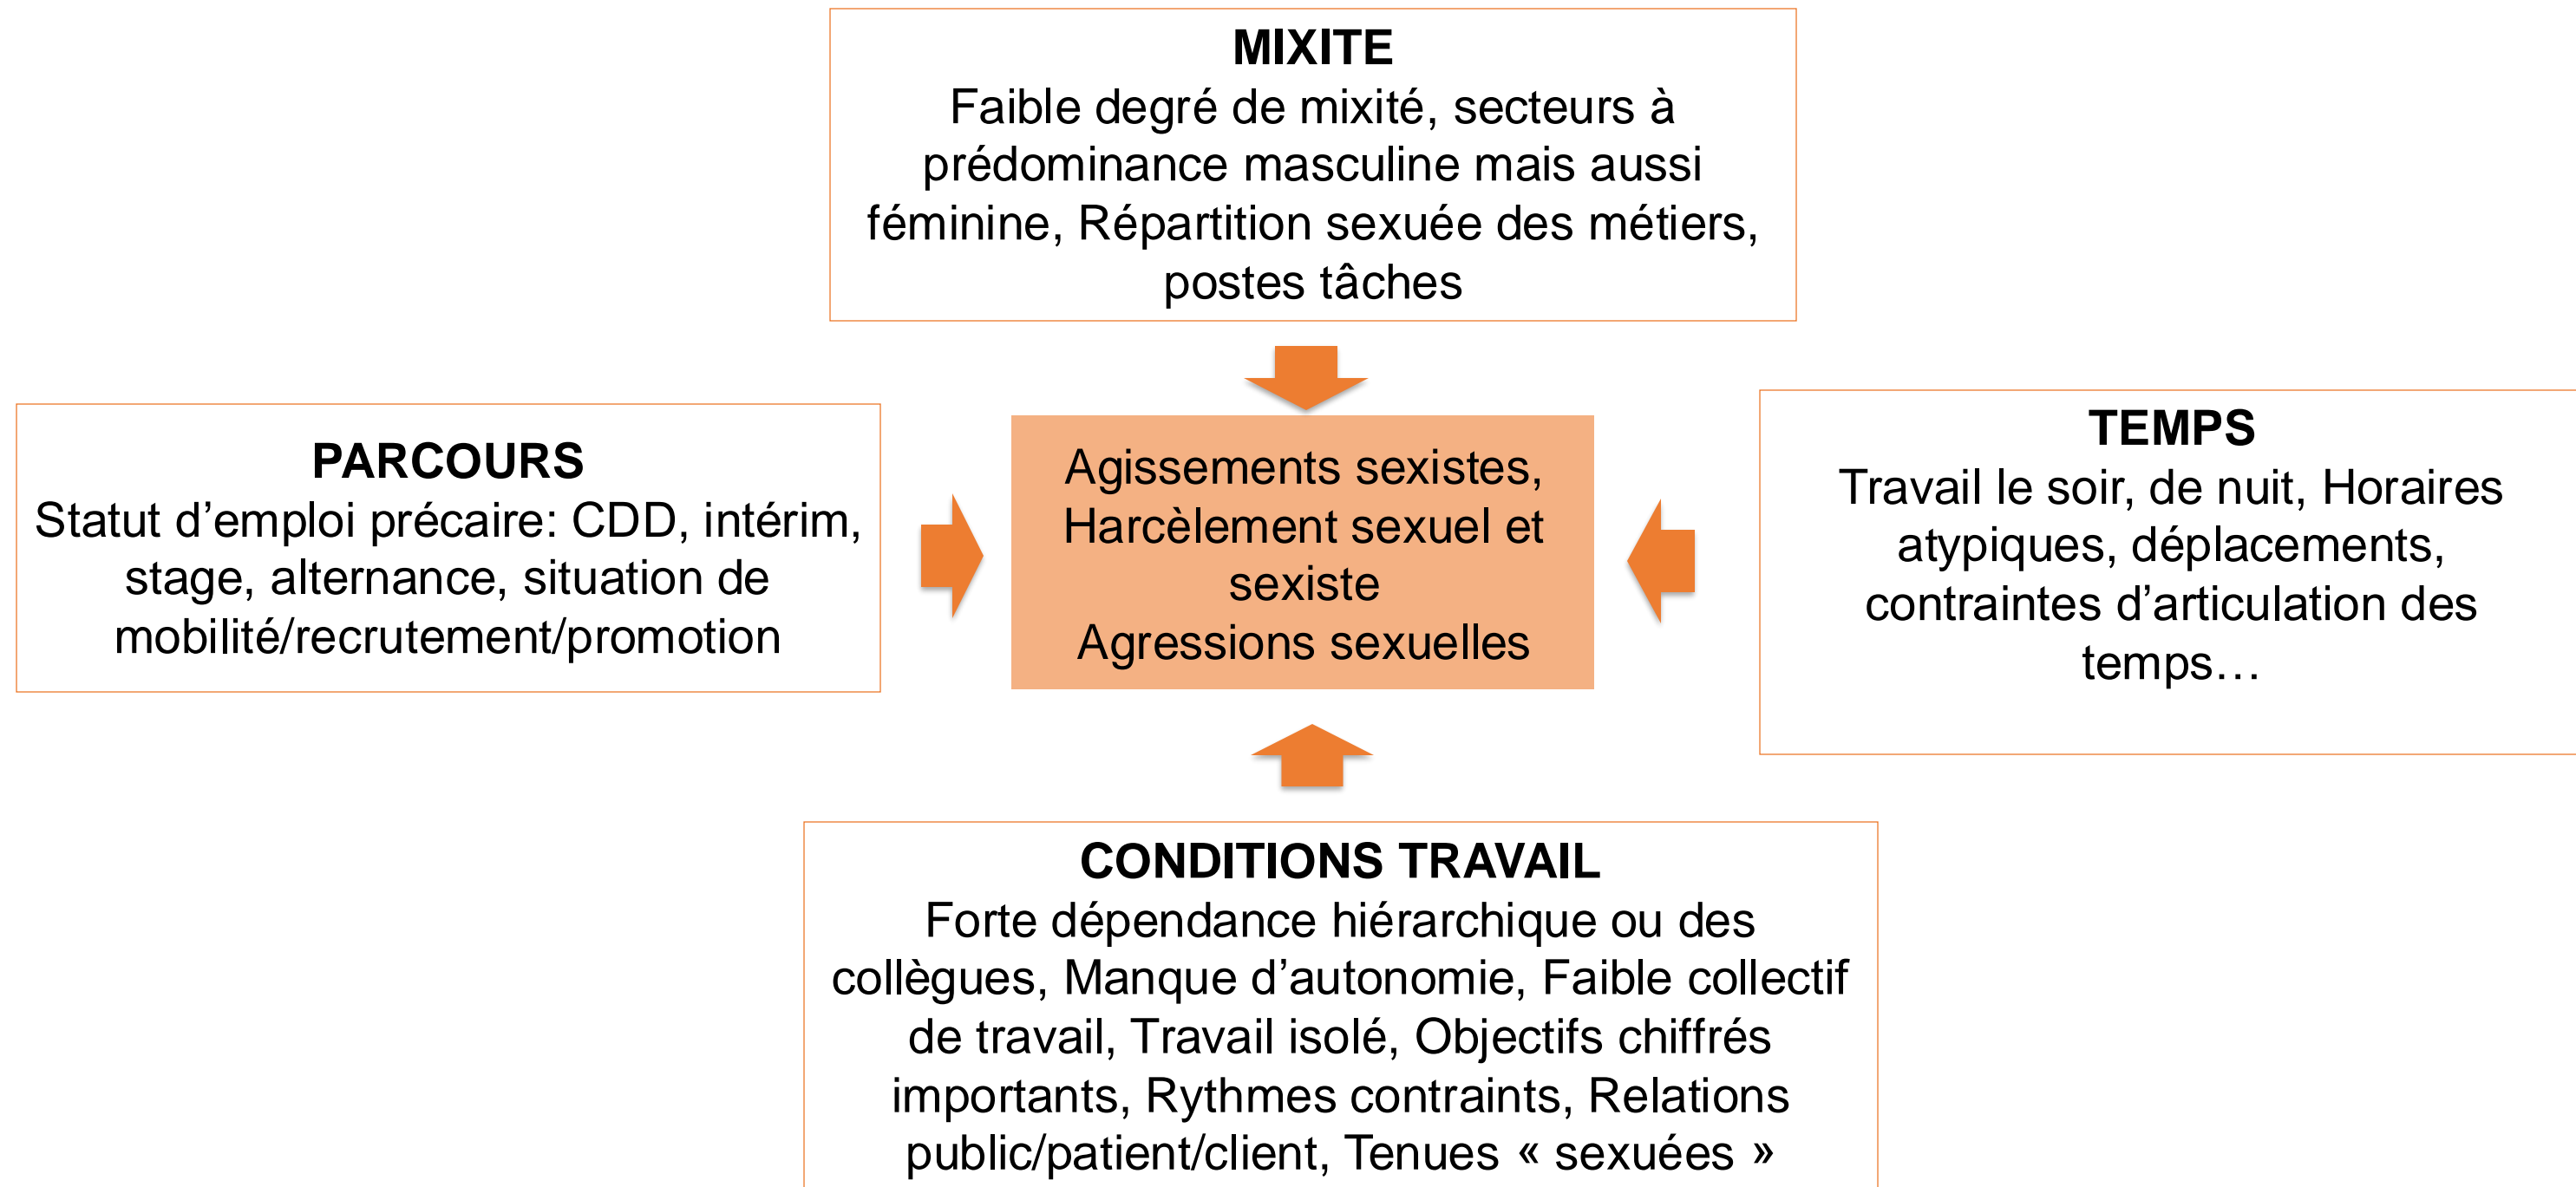 MIXITE
Faible degré de mixité, secteurs à
prédominance masculine mais aussi
féminine, Répartition sexuée des métiers,
postes tâches
PARCOURS
Statut d’emploi précaire: CDD, intérim,
stage, alternance, situation de
mobilité/recrutement/promotion
Agissements sexistes,
Harcèlement sexuel et
sexiste
Agressions sexuelles
TEMPS
Travail le soir, de nuit, Horaires
atypiques, déplacements,
contraintes d’articulation des
temps…
CONDITIONS TRAVAIL
Forte dépendance hiérarchique ou des
collègues, Manque d’autonomie, Faible collectif
de travail, Travail isolé, Objectifs chiffrés
importants, Rythmes contraints, Relations
public/patient/client, Tenues « sexuées »